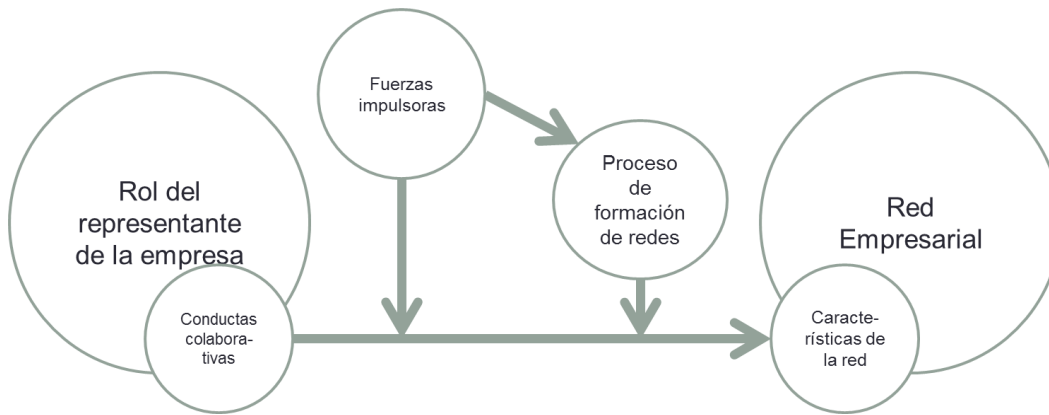 Fuerzas
impulsoras
Rol del
representante
de la empresa
Proceso
de
formación
de redes
Red
Empresarial
Conductas
colabora-
tivas
Caracte-
rísticas de
la red